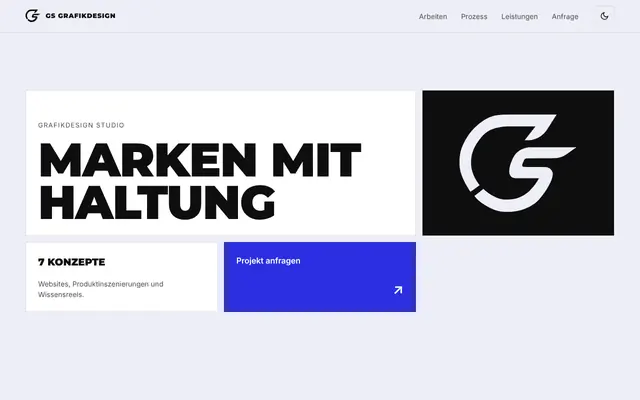 GS GRAFIKDESIGN
Arbeiten
Prozess
Leistungen
Anfrage
GRAFIKDESIGN STUDIO
MARKEN MIT
HALTUNG
GS
7 KONZEPTE
Websites, Produktinszenierungen und
Wissensreels.
Projekt anfragen